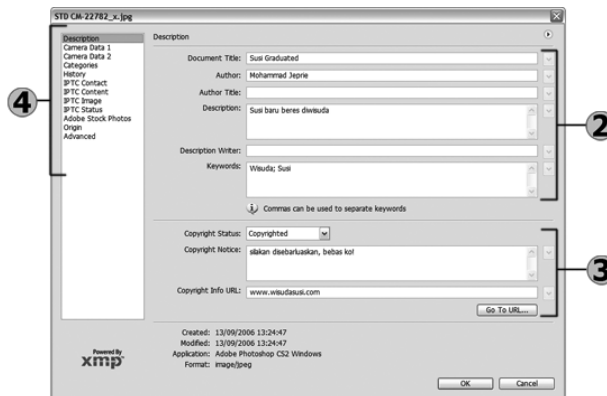 STD CM-22782_x.jpg
Description
Camera Data 1
Camera Data 2
Categories
History
IPTC Contact
IPTC Content
IPTC Image
IPTC Status
Adobe Stock Photos
Origin
Advanced
4
Description
Document Title: Susi Graduated
Author: Mohammad Jeprie
Author Title:
Description: Susi baru beres diwisuda
Description Writer:
Keywords: Wisuda; Susi
Commas can be used to separate keywords
2
Copyright Status: Copyrighted
Copyright Notice: silakan disebarluaskan, bebas ko!
Copyright Info URL: www.wisudasusi.com
Go To URL...
3
Created: 13/09/2006 13:24:47
Modified: 13/09/2006 13:24:47
Application: Adobe Photoshop CS2 Windows
Format: image/jpeg
Powered By
xmp
OK Cancel